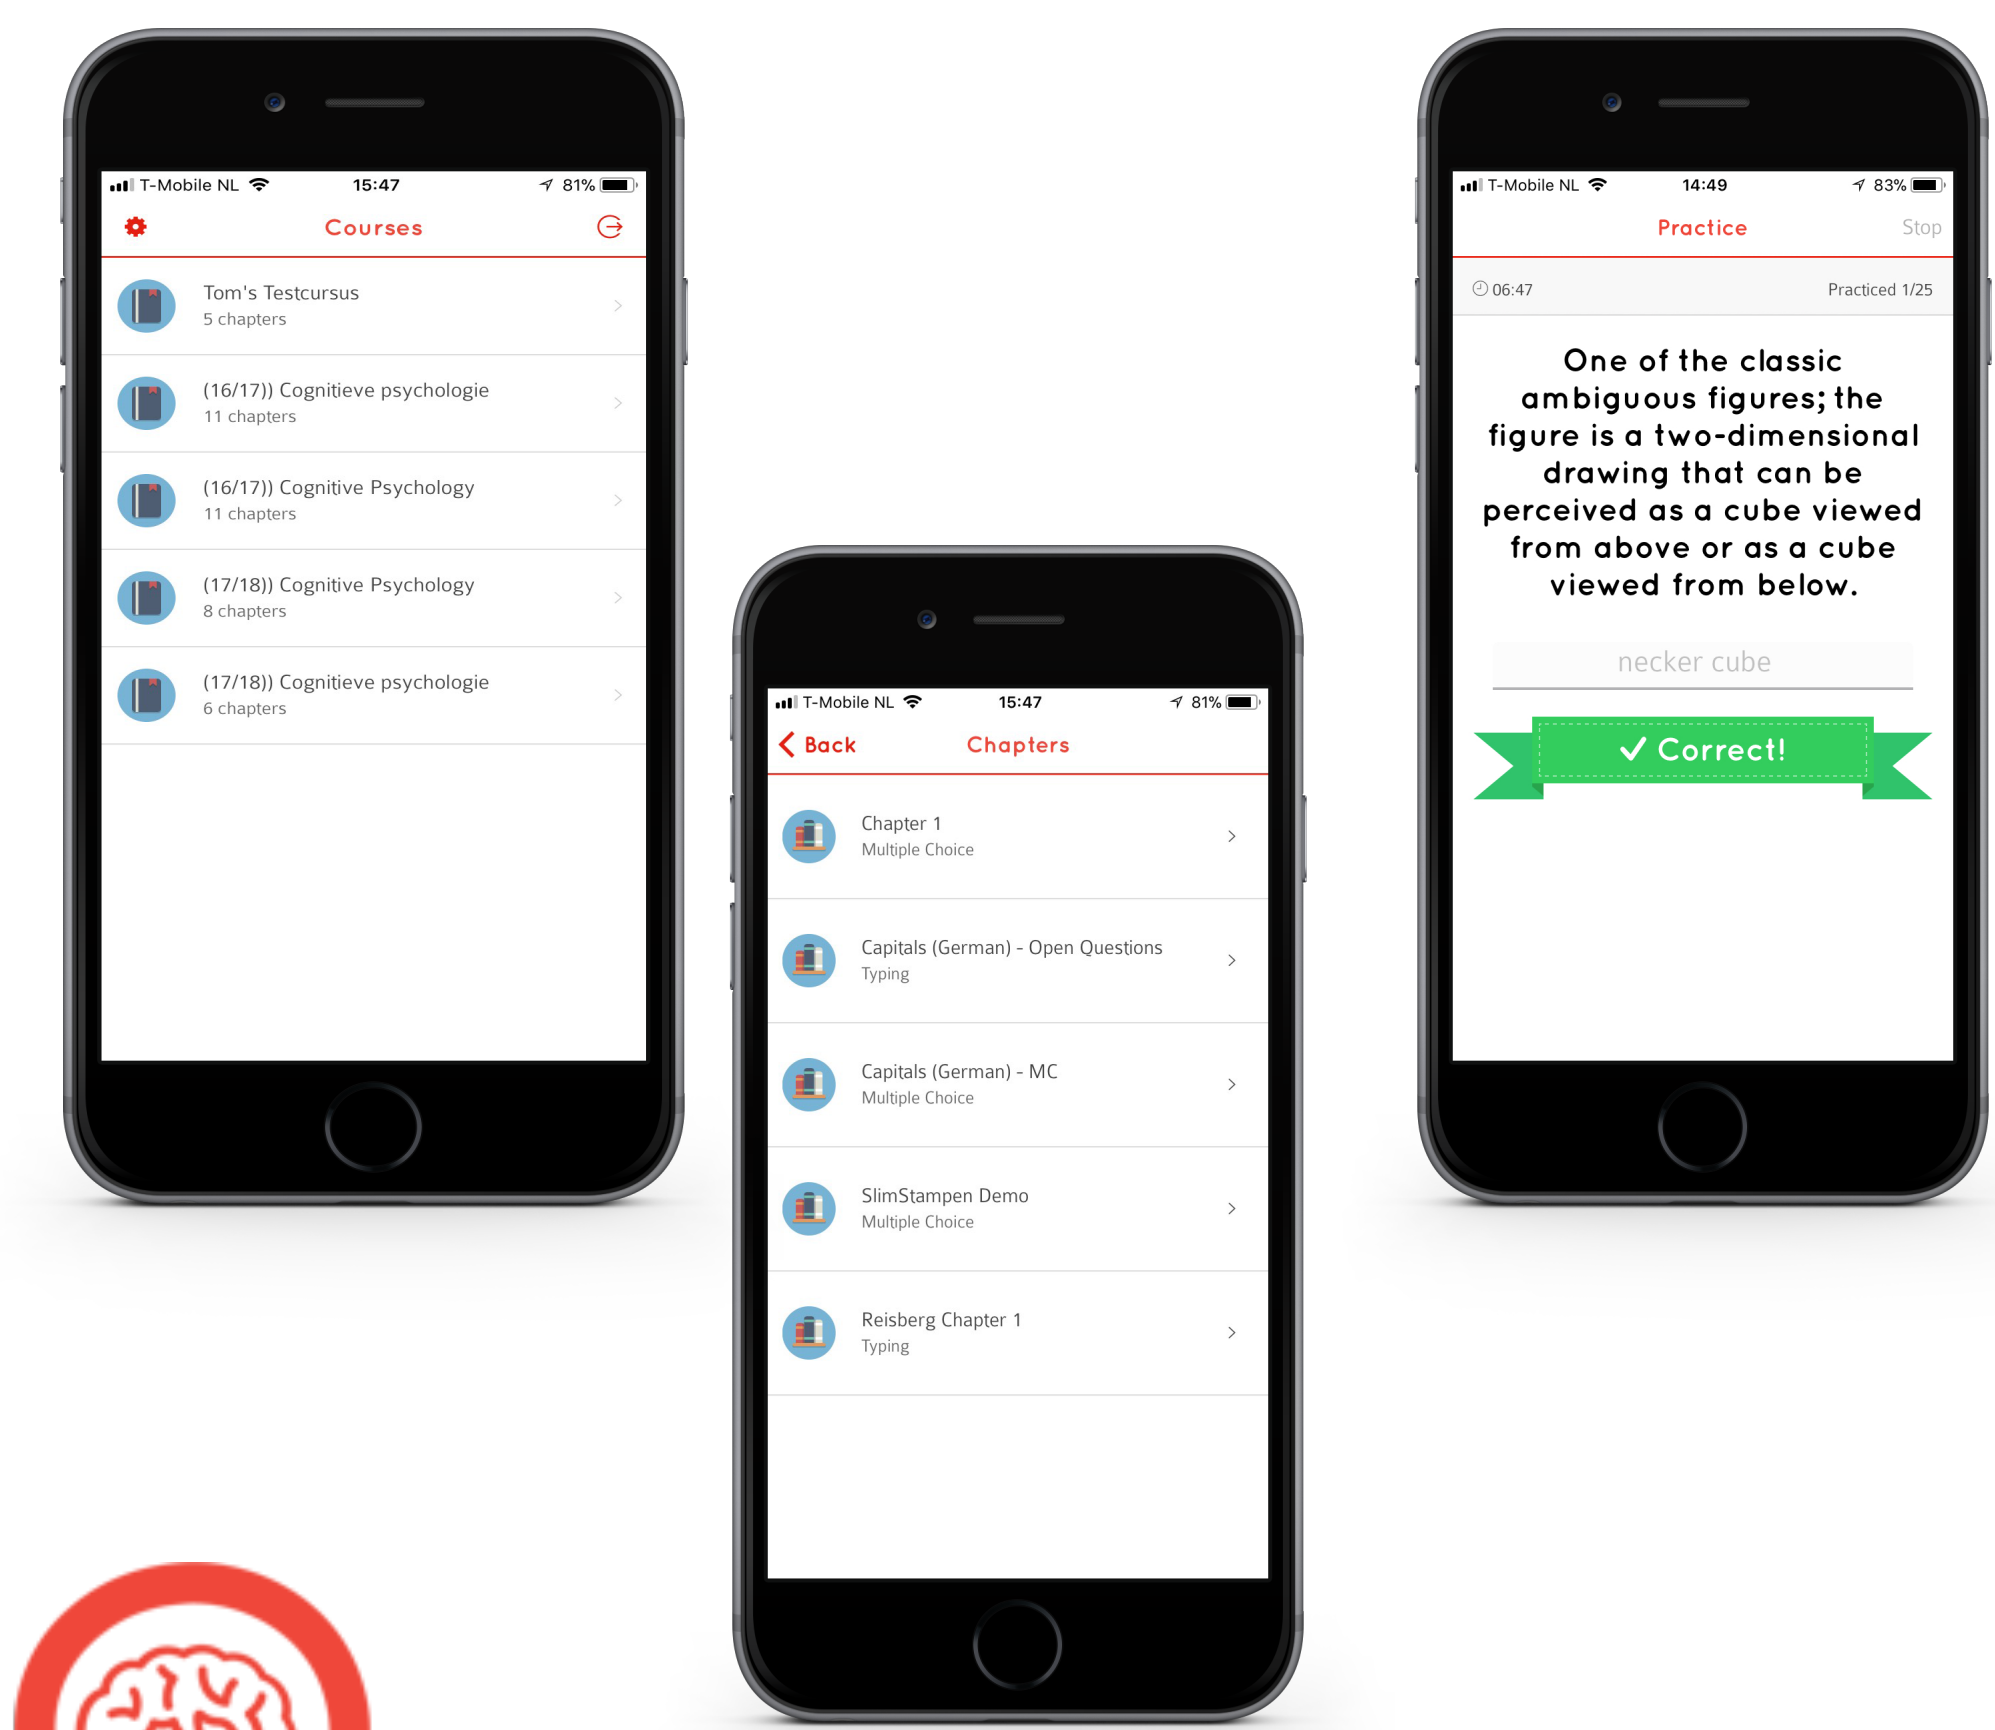 T-Mobile NL 15:47 81%
Courses
Tom's Testcursus
5 chapters
(16/17)) Cognitieve psychologie
11 chapters
(16/17)) Cognitive Psychology
11 chapters
(17/18)) Cognitive Psychology
8 chapters
(17/18)) Cognitieve psychologie
6 chapters
T-Mobile NL 15:47 81%
Back Chapters
Chapter 1
Multiple Choice
Capitals (German) - Open Questions
Typing
Capitals (German) - MC
Multiple Choice
SlimStampen Demo
Multiple Choice
Reisberg Chapter 1
Typing
T-Mobile NL 14:49 83%
Practice Stop
06:47 Practiced 1/25
One of the classic
ambiguous figures; the
figure is a two-dimensional
drawing that can be
perceived as a cube viewed
from above or as a cube
viewed from below.
necker cube
✓ Correct!